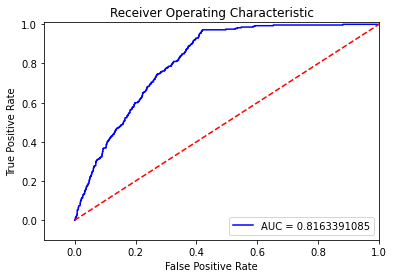 Receiver Operating Characteristic
True Positive Rate
1.0
0.8
0.6
0.4
0.2
0.0
AUC = 0.8163391085
0.0 0.2 0.4 0.6 0.8 1.0
False Positive Rate